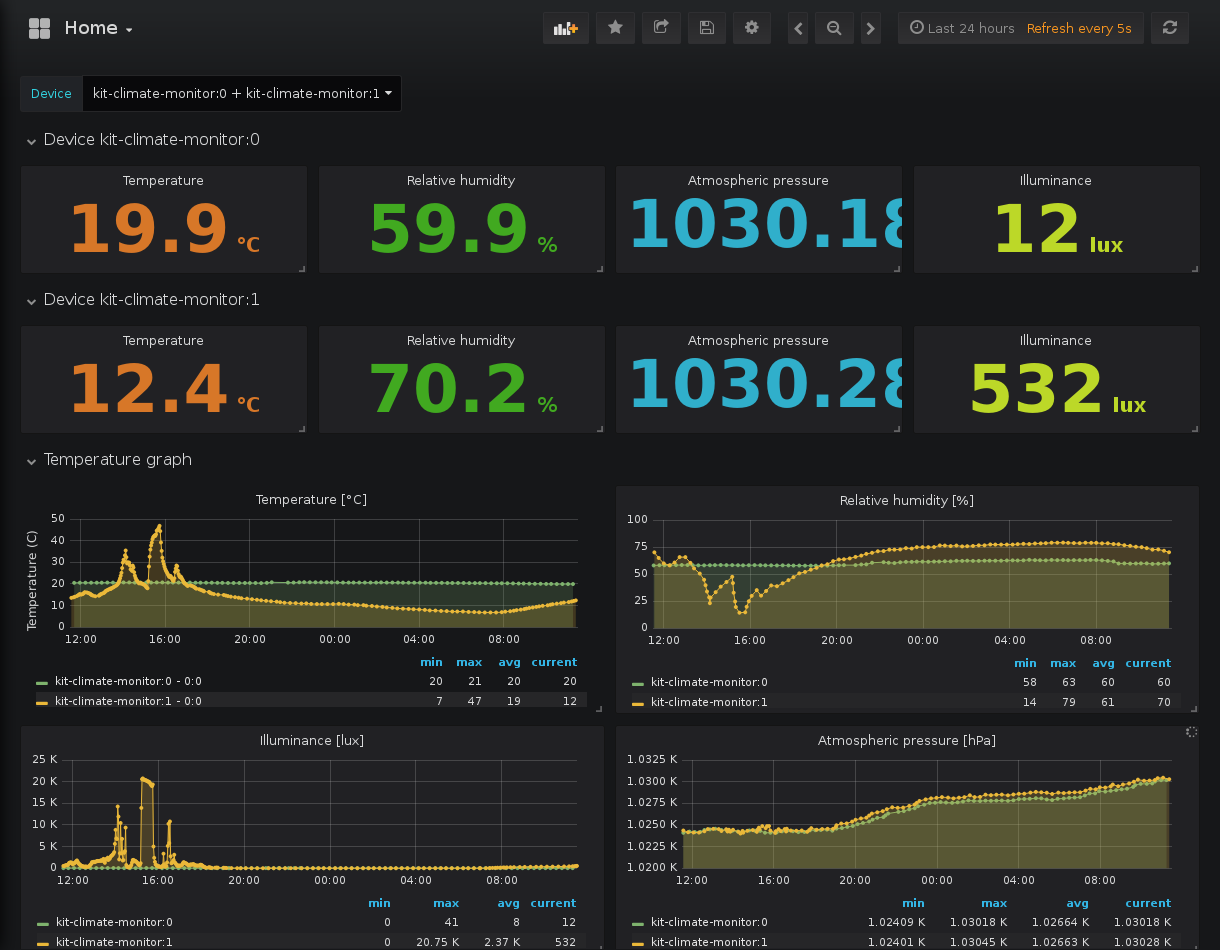 Home
Last 24 hours Refresh every 5s
Device kit-climate-monitor:0 + kit-climate-monitor:1
Device kit-climate-monitor:0
Temperature Relative humidity Atmospheric pressure Illuminance
19.9 °C 59.9 % 1030.18 12 lux
Device kit-climate-monitor:1
Temperature Relative humidity Atmospheric pressure Illuminance
12.4 °C 70.2 % 1030.28 532 lux
Temperature graph
Temperature [°C]
Temperature (C)
50
40
30
20
10
0
12:00 16:00 20:00 00:00 04:00 08:00
min max avg current
kit-climate-monitor:0 - 0:0 20 21 20 20
kit-climate-monitor:1 - 0:0 7 47 19 12
Relative humidity [%]
100
75
50
25
0
12:00 16:00 20:00 00:00 04:00 08:00
min max avg current
kit-climate-monitor:0 58 63 60 60
kit-climate-monitor:1 14 79 61 70
Illuminance [lux]
25 K
20 K
15 K
10 K
5 K
0
12:00 16:00 20:00 00:00 04:00 08:00
min max avg current
kit-climate-monitor:0 0 41 8 12
kit-climate-monitor:1 0 20.75 K 2.37 K 532
Atmospheric pressure [hPa]
1.0325 K
1.0300 K
1.0275 K
1.0250 K
1.0225 K
1.0200 K
12:00 16:00 20:00 00:00 04:00 08:00
min max avg current
kit-climate-monitor:0 1.02409 K 1.03018 K 1.02664 K 1.03018 K
kit-climate-monitor:1 1.02401 K 1.03045 K 1.02663 K 1.03028 K